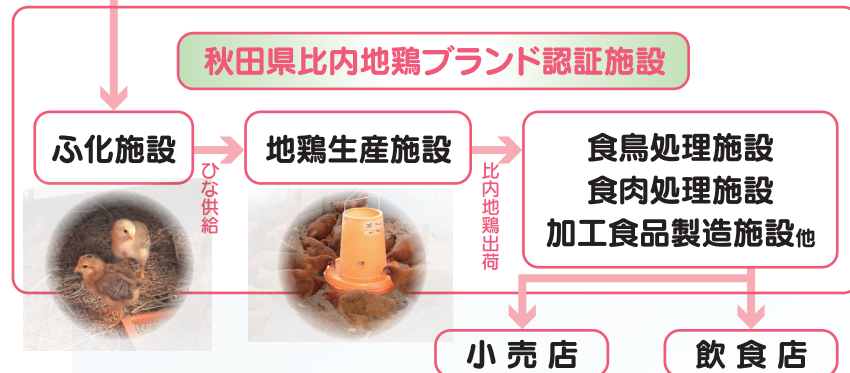 秋田県比内地鶏ブランド認証施設
ふ化施設
ひな供給
地鶏生産施設
比内地鶏出荷
食鳥処理施設
食肉処理施設
加工食品製造施設他
小売店
飲食店